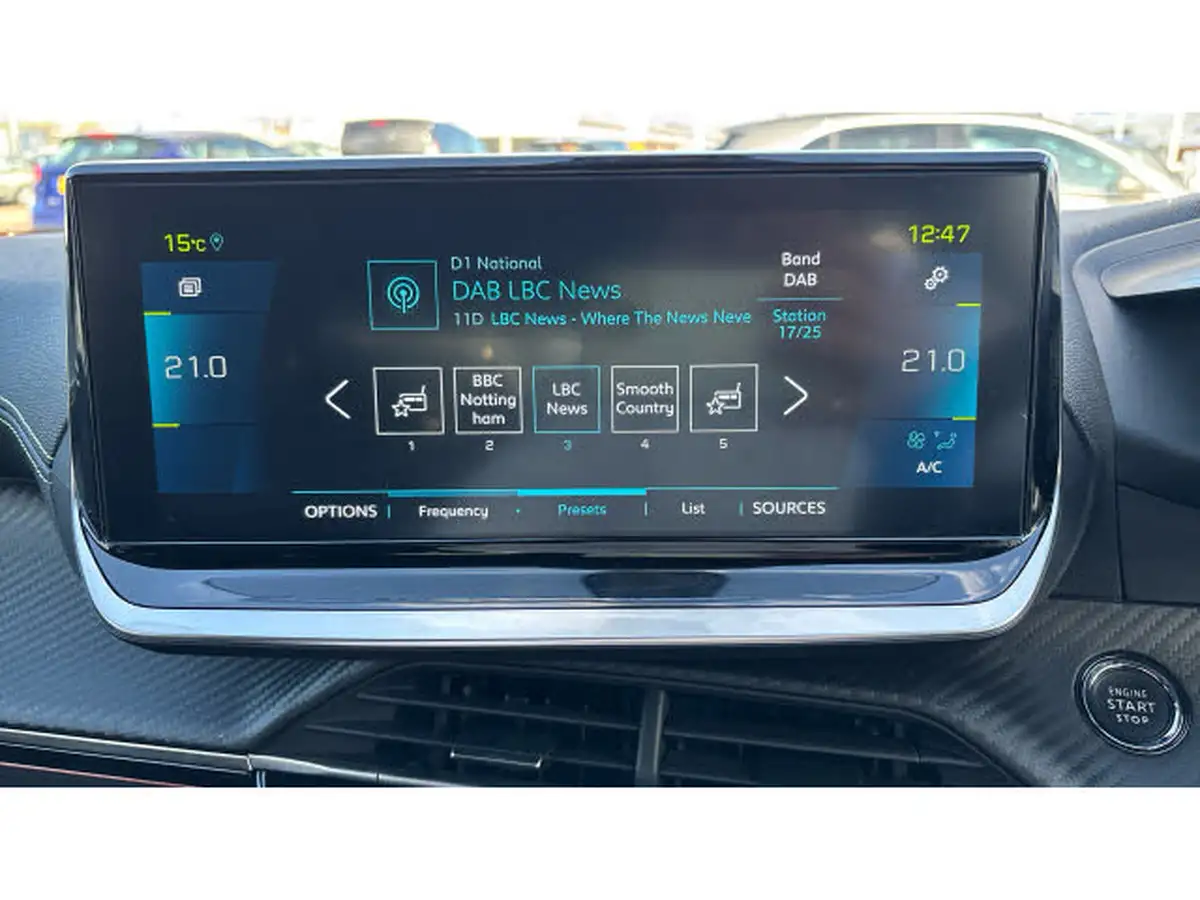 15°C
12:47
D1 National
DAB LBC News
11D LBC News - Where The News Neve
Band
DAB
Station
17/25
21.0
21.0
BBC
Notting
ham
LBC
News
Smooth
Country
1
2
3
4
5
A/C
OPTIONS
Frequency
Presets
List
SOURCES
ENGINE
START
STOP